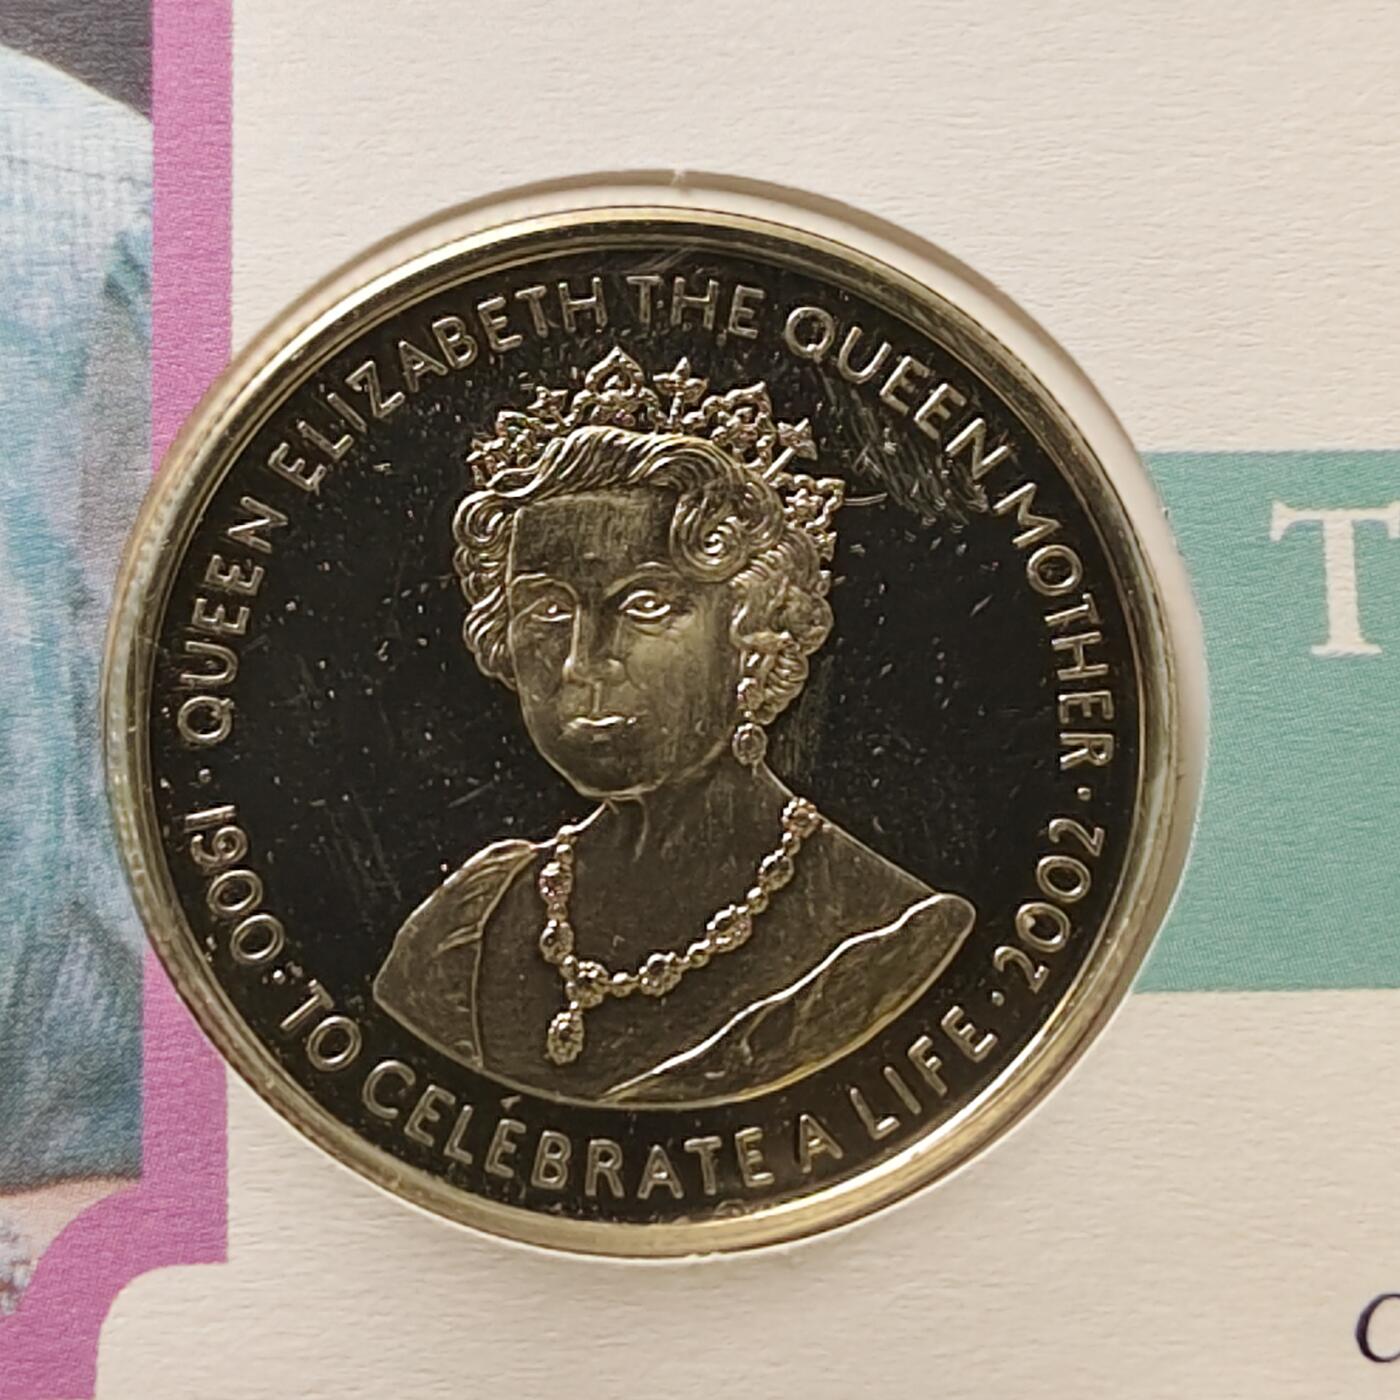 QUEEN ELIZABETH THE QUEEN MOTHER
1900 · TO CELEBRATE A LIFE · 2002
T